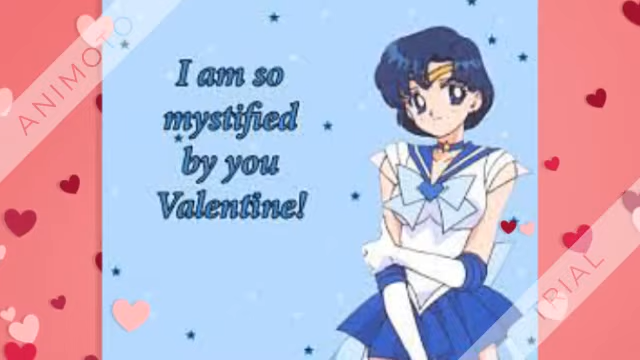 ANIMOTO
I am so
mystified
by you
Valentine!
TRIAL